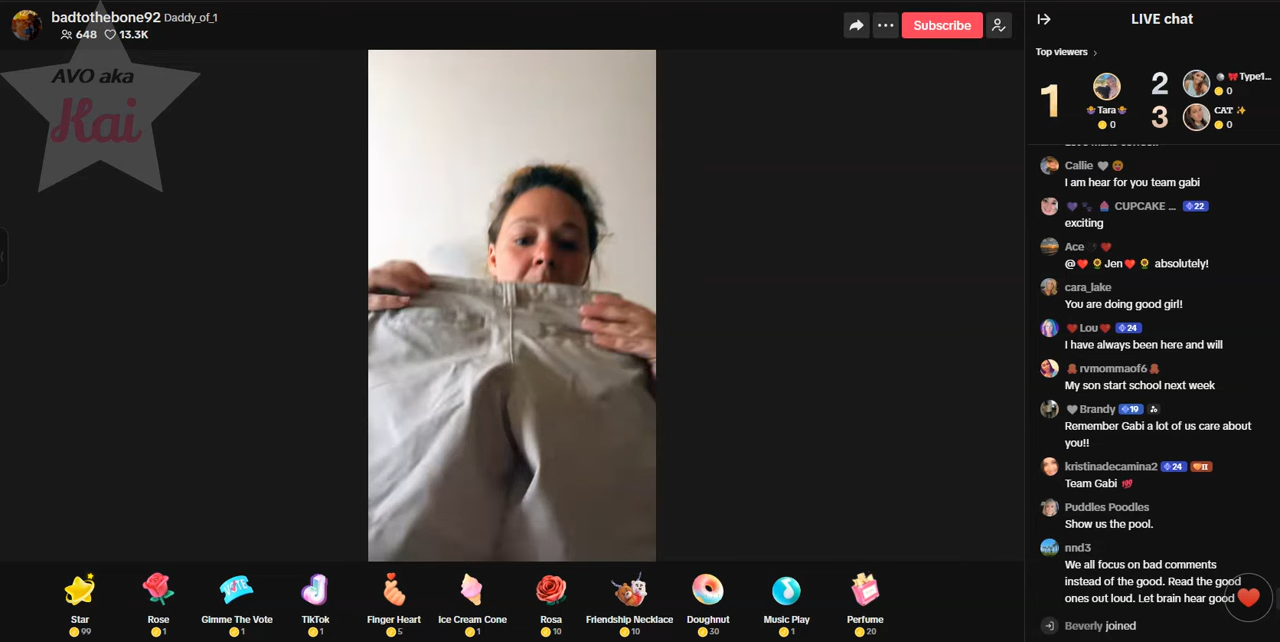 badtothebone92 Daddy_of_1
648 13.3K
AVO aka
Kai
Subscribe
LIVE chat
Top viewers >
1
Tara
0
2
Type1...
0
3
CAT
0
Callie
I am hear for you team gabi
CUPCAKE ... 22
exciting
Ace
@❤️🌻Jen❤️🌻 absolutely!
cara_lake
You are doing good girl!
Lou 24
I have always been here and will
rvmommaof6
My son start school next week
Brandy 19
Remember Gabi a lot of us care about
you!!
kristinadecamina2 24 II
Team Gabi 💯
Puddles Poodles
Show us the pool.
nnd3
We all focus on bad comments
instead of the good. Read the good
ones out loud. Let brain hear good
Beverly joined
Star
99
Rose
1
GIMME THE VOTE
Gimme The Vote
1
TikTok
1
Finger Heart
5
Ice Cream Cone
1
Rosa
10
Friendship Necklace
10
Doughnut
30
Music Play
1
Perfume
20